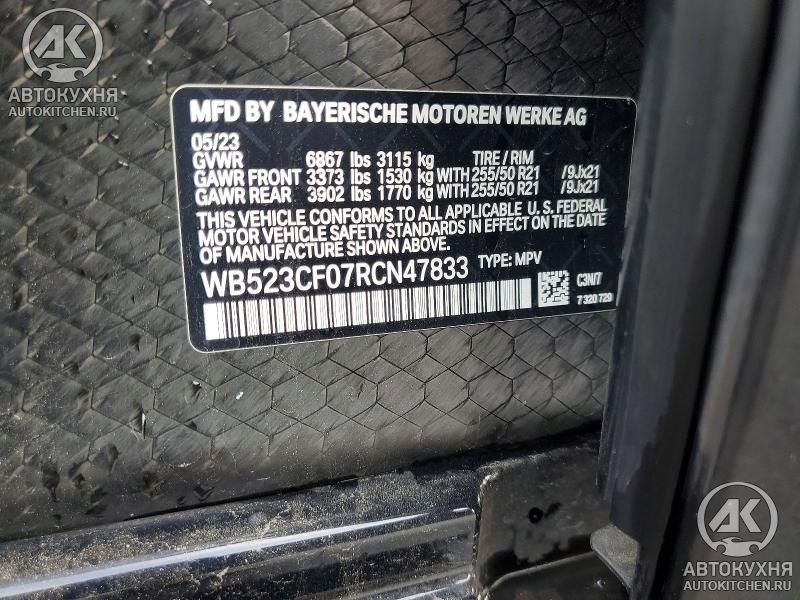 AK
АВТОКУХНЯ
AUTOKITCHEN.RU
MFD BY BAYERISCHE MOTOREN WERKE AG
05/23
GVWR 6867 lbs 3115 kg TIRE / RIM
GAWR FRONT 3373 lbs 1530 kg WITH 255/50 R21 /9Jx21
GAWR REAR 3902 lbs 1770 kg WITH 255/50 R21 /9Jx21
THIS VEHICLE CONFORMS TO ALL APPLICABLE U.S. FEDERAL
MOTOR VEHICLE SAFETY STANDARDS IN EFFECT ON THE DATE
OF MANUFACTURE SHOWN ABOVE.
WB523CF07RCN47833 TYPE: MPV
C3N/7
7 320 729
AK
АВТОКУХНЯ
AUTOKITCHEN.RU